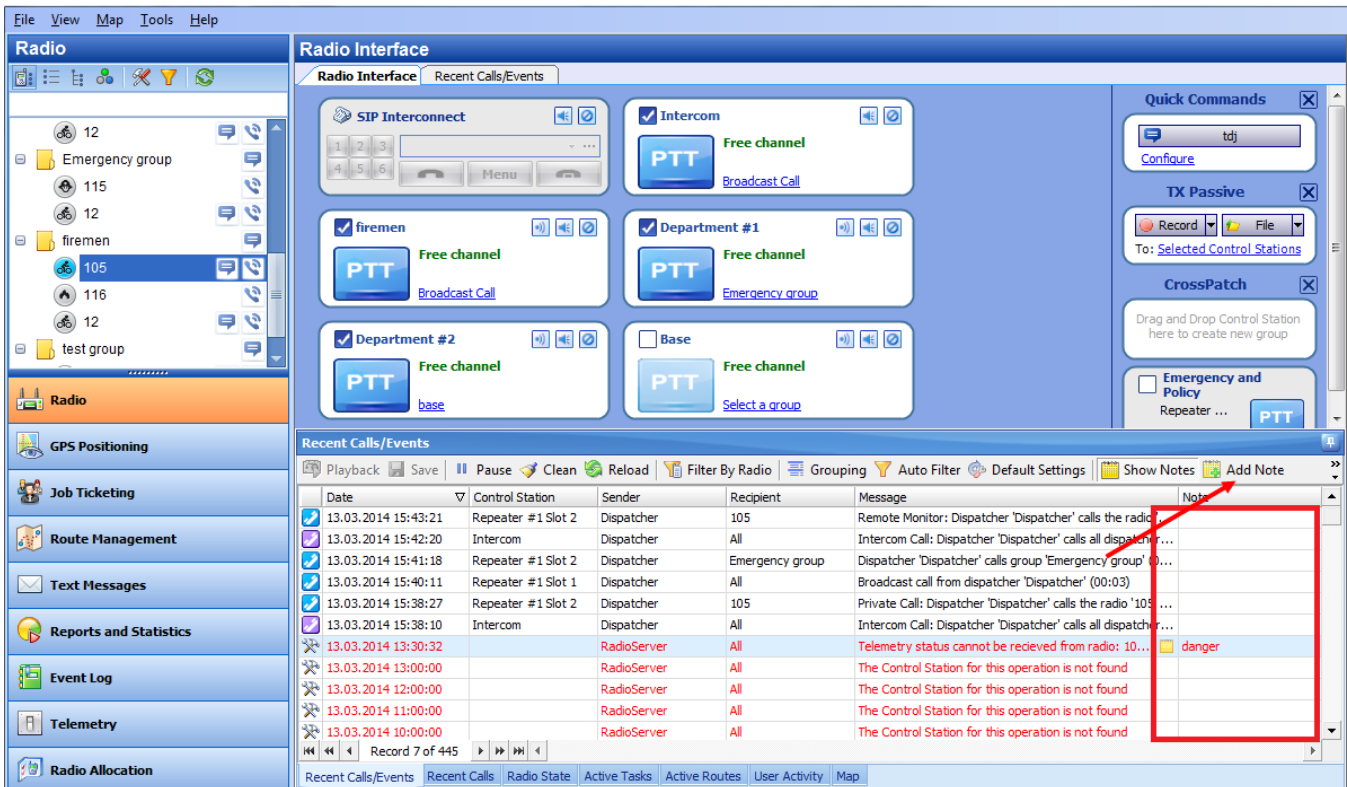 File View Map Tools Help
Radio
12
Emergency group
115
12
firemen
105
116
12
test group
Radio
GPS Positioning
Job Ticketing
Route Management
Text Messages
Reports and Statistics
Event Log
Telemetry
Radio Allocation
Radio Interface
Radio Interface Recent Calls/Events
SIP Interconnect
1 2 3
4 5 6 Menu
Intercom
PTT Free channel
Broadcast Call
firemen
PTT Free channel
Broadcast Call
Department #1
PTT Free channel
Emergency group
Department #2
PTT Free channel
base
Base
PTT Free channel
Select a group
Quick Commands
tdj
Configure
TX Passive
Record File
To: Selected Control Stations
CrossPatch
Drag and Drop Control Station
here to create new group
Emergency and
Policy
Repeater ... PTT
Recent Calls/Events
Playback Save Pause Clean Reload Filter By Radio Grouping Auto Filter Default Settings Show Notes Add Note
Date Control Station Sender Recipient Message Note
13.03.2014 15:43:21 Repeater #1 Slot 2 Dispatcher 105 Remote Monitor: Dispatcher 'Dispatcher' calls the radio '...
13.03.2014 15:42:20 Intercom Dispatcher All Intercom Call: Dispatcher 'Dispatcher' calls all dispatcher...
13.03.2014 15:41:18 Repeater #1 Slot 2 Dispatcher Emergency group Dispatcher 'Dispatcher' calls group 'Emergency group' (0...
13.03.2014 15:40:11 Repeater #1 Slot 1 Dispatcher All Broadcast call from dispatcher 'Dispatcher' (00:03)
13.03.2014 15:38:27 Repeater #1 Slot 2 Dispatcher 105 Private Call: Dispatcher 'Dispatcher' calls the radio '105' ...
13.03.2014 15:38:10 Intercom Dispatcher All Intercom Call: Dispatcher 'Dispatcher' calls all dispatcher...
13.03.2014 13:30:32 RadioServer All Telemetry status cannot be recieved from radio: 10... danger
13.03.2014 13:00:00 RadioServer All The Control Station for this operation is not found
13.03.2014 12:00:00 RadioServer All The Control Station for this operation is not found
13.03.2014 11:00:00 RadioServer All The Control Station for this operation is not found
13.03.2014 10:00:00 RadioServer All The Control Station for this operation is not found
Record 7 of 445
Recent Calls/Events Recent Calls Radio State Active Tasks Active Routes User Activity Map